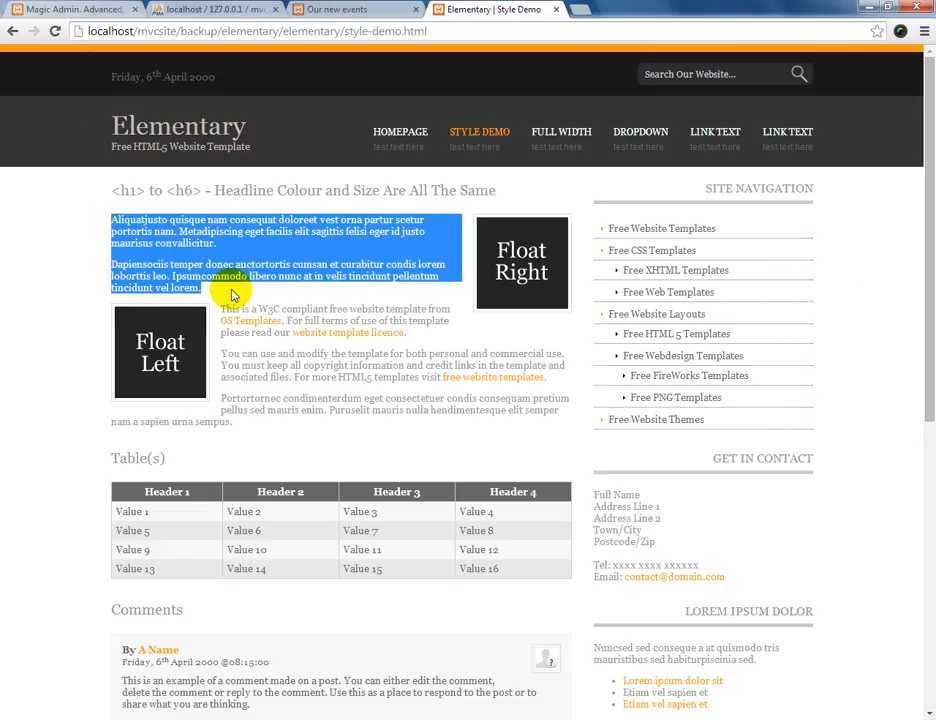 Magic Admin. Advanced,
localhost / 127.0.0.1 / mvc
Our new events
Elementary | Style Demo
localhost/mvcsite/backup/elementary/elementary/style-demo.html
Friday, 6th April 2000
Search Our Website...
Elementary
Free HTML5 Website Template
HOMEPAGE
test text here
STYLE DEMO
test text here
FULL WIDTH
test text here
DROPDOWN
test text here
LINK TEXT
test text here
LINK TEXT
test text here
<h1> to <h6> - Headline Colour and Size Are All The Same
Aliquatjusto quisque nam consequat doloreet vest orna partur scetur
portortis nam. Metadipiscing eget facilis elit sagittis felisi eger id justo
maurisus convallicitur.
Dapiensociis temper donec auctortortis cumsan et curabitur condis lorem
loborttis leo. Ipsumcommodo libero nunc at in velis tincidunt pellentum
tincidunt vel lorem.
Float
Right
Float
Left
This is a W3C compliant free website template from
OS Templates. For full terms of use of this template
please read our website template licence.
You can use and modify the template for both personal and commercial use.
You must keep all copyright information and credit links in the template and
associated files. For more HTML5 templates visit free website templates.
Portortornec condimenterdum eget consectetuer condis consequam pretium
pellus sed mauris enim. Puruselit mauris nulla hendimentesque elit semper
nam a sapien urna sempus.
Table(s)
Header 1 Header 2 Header 3 Header 4
Value 1 Value 2 Value 3 Value 4
Value 5 Value 6 Value 7 Value 8
Value 9 Value 10 Value 11 Value 12
Value 13 Value 14 Value 15 Value 16
Comments
By A Name
Friday, 6th April 2000 @08:15:00
This is an example of a comment made on a post. You can either edit the comment,
delete the comment or reply to the comment. Use this as a place to respond to the post or to
share what you are thinking.
SITE NAVIGATION
Free Website Templates
Free CSS Templates
Free XHTML Templates
Free Web Templates
Free Website Layouts
Free HTML 5 Templates
Free Webdesign Templates
Free FireWorks Templates
Free PNG Templates
Free Website Themes
GET IN CONTACT
Full Name
Address Line 1
Address Line 2
Town/City
Postcode/Zip
Tel: xxxx xxxx xxxxxx
Email: contact@domain.com
LOREM IPSUM DOLOR
Nuncsed sed conseque a at quismodo tris
mauristibus sed habiturpiscinia sed.
Lorem ipsum dolor sit
Etiam vel sapien et
Etiam vel sapien et